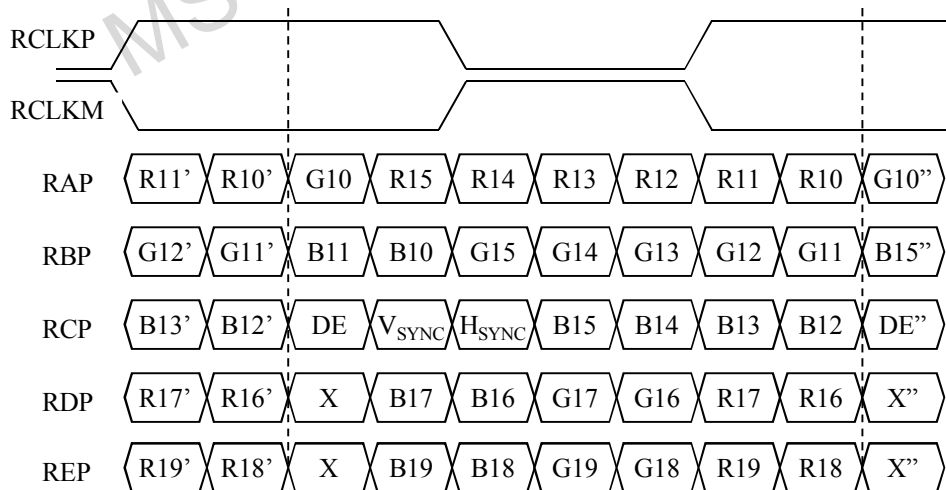 MS
RCLKP
RCLKM
RAP R11’ R10’ G10 R15 R14 R13 R12 R11 R10 G10”
RBP G12’ G11’ B11 B10 G15 G14 G13 G12 G11 B15”
RCP B13’ B12’ DE VSYNC HSYNC B15 B14 B13 B12 DE”
RDP R17’ R16’ X B17 B16 G17 G16 R17 R16 X”
REP R19’ R18’ X B19 B18 G19 G18 R19 R18 X”